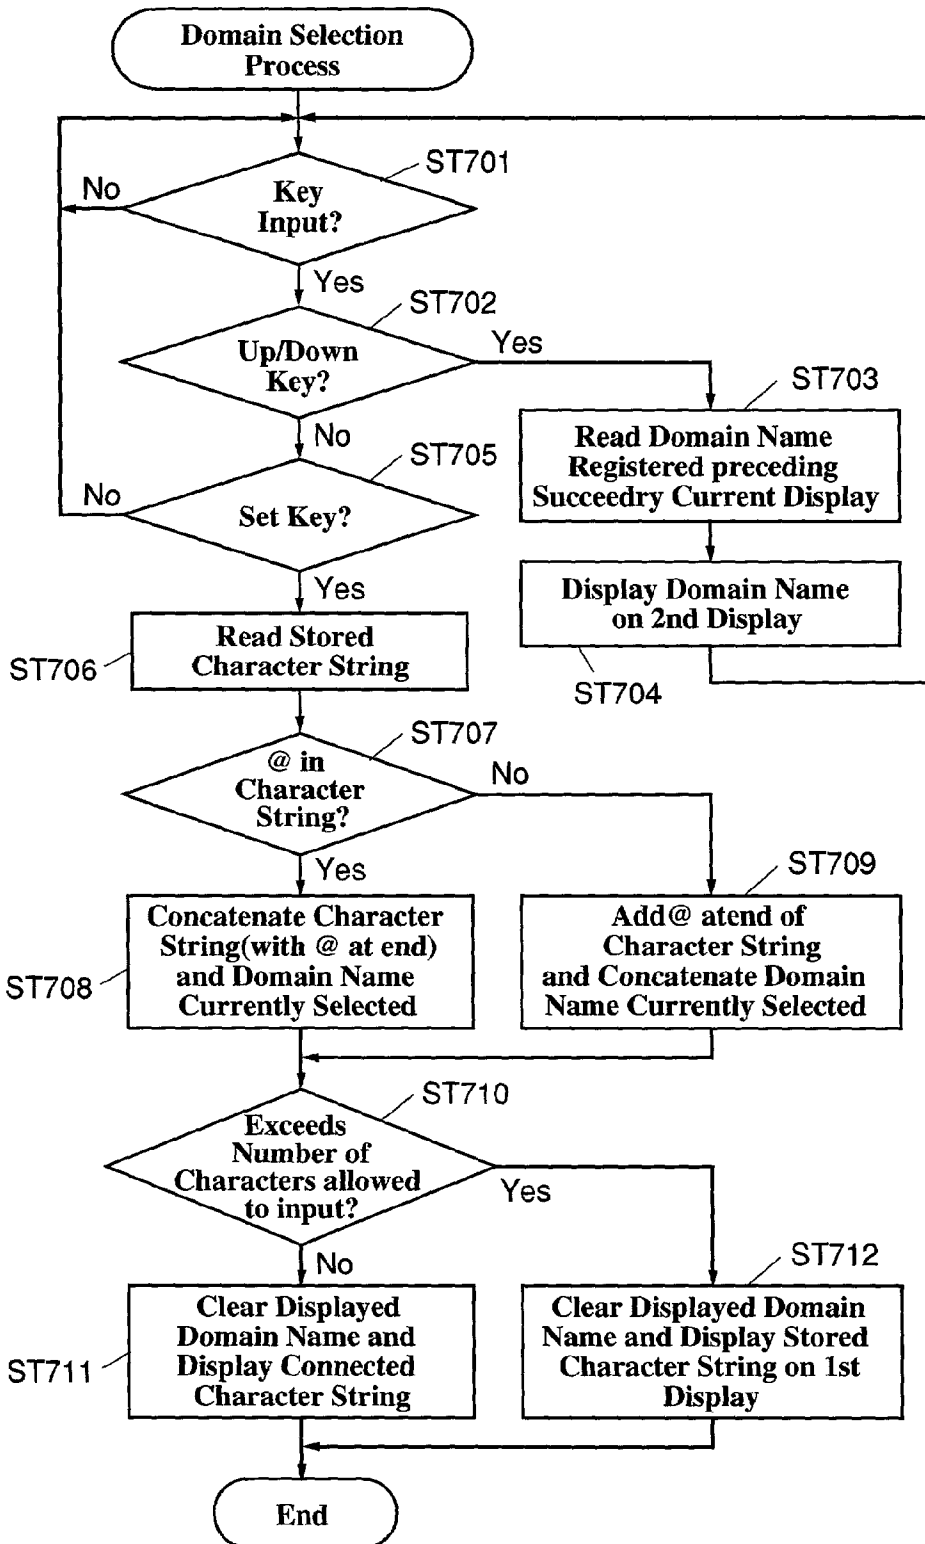 Domain Selection
Process
ST701
No
Key
Input?
Yes
ST702
Up/Down
Key?
Yes
ST703
Read Domain Name
Registered preceding
Succeedry Current Display
No
ST705
No
Set Key?
Yes
Display Domain Name
on 2nd Display
ST704
ST706
Read Stored
Character String
ST707
@ in
Character
String?
No
Yes
ST709
ST708
Concatenate Character
String(with @ at end)
and Domain Name
Currently Selected
Add@ atend of
Character String
and Concatenate Domain
Name Currently Selected
ST710
Exceeds
Number of
Characters allowed
to input?
Yes
No
ST712
ST711
Clear Displayed
Domain Name and
Display Connected
Character String
Clear Displayed Domain
Name and Display Stored
Character String on 1st
Display
End